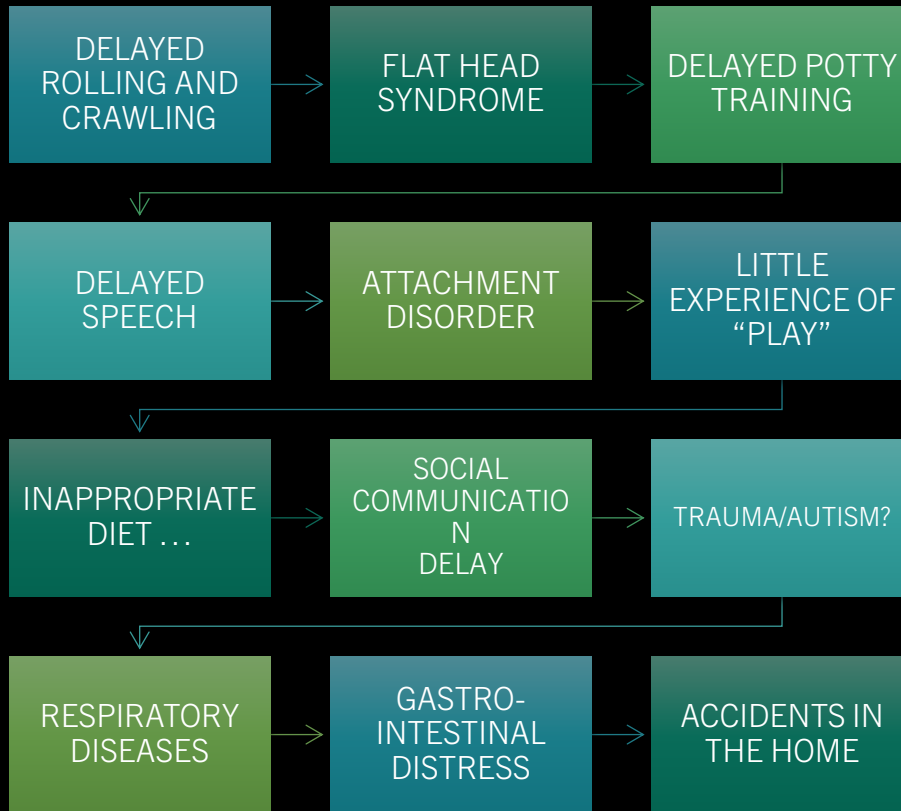 DELAYED
ROLLING AND
CRAWLING
FLAT HEAD
SYNDROME
DELAYED POTTY
TRAINING
DELAYED
SPEECH
ATTACHMENT
DISORDER
LITTLE
EXPERIENCE OF
“PLAY”
INAPPROPRIATE
DIET …
SOCIAL
COMMUNICATIO
N
DELAY
TRAUMA/AUTISM?
RESPIRATORY
DISEASES
GASTRO-
INTESTINAL
DISTRESS
ACCIDENTS IN
THE HOME